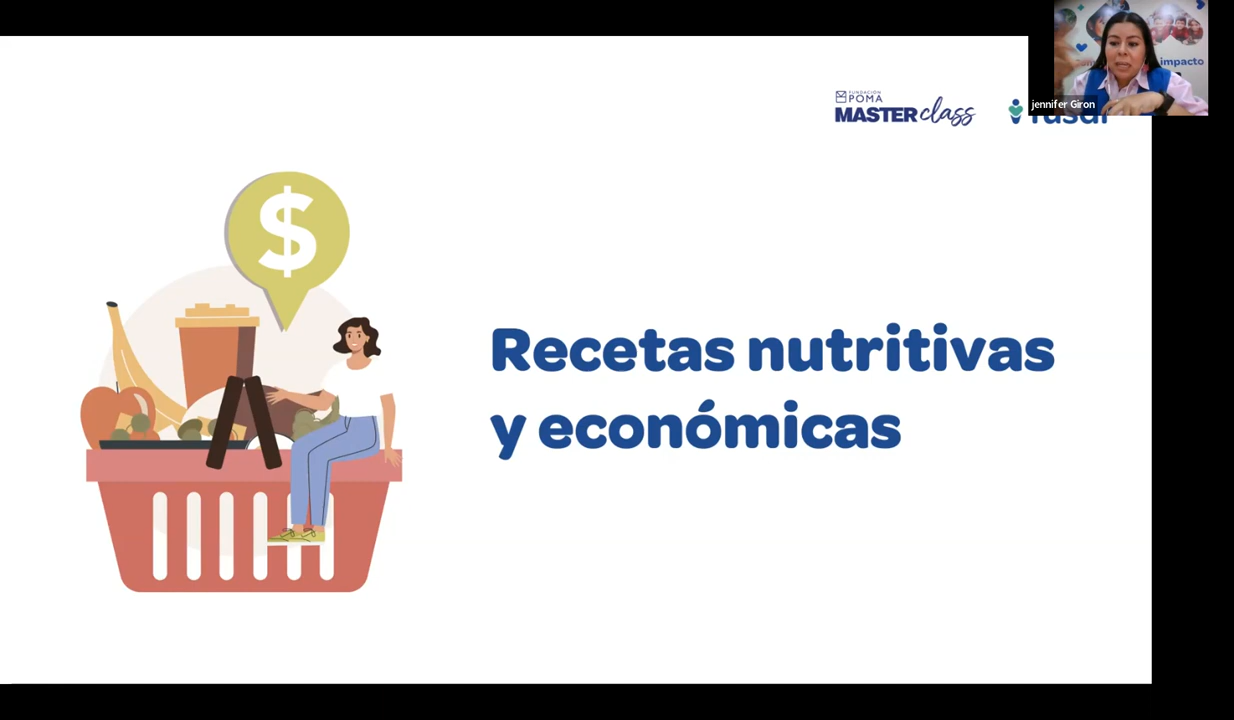 FUNDACIÓN
POMA
MASTER class
impacto
jennifer Giron
$
Recetas nutritivas
y económicas